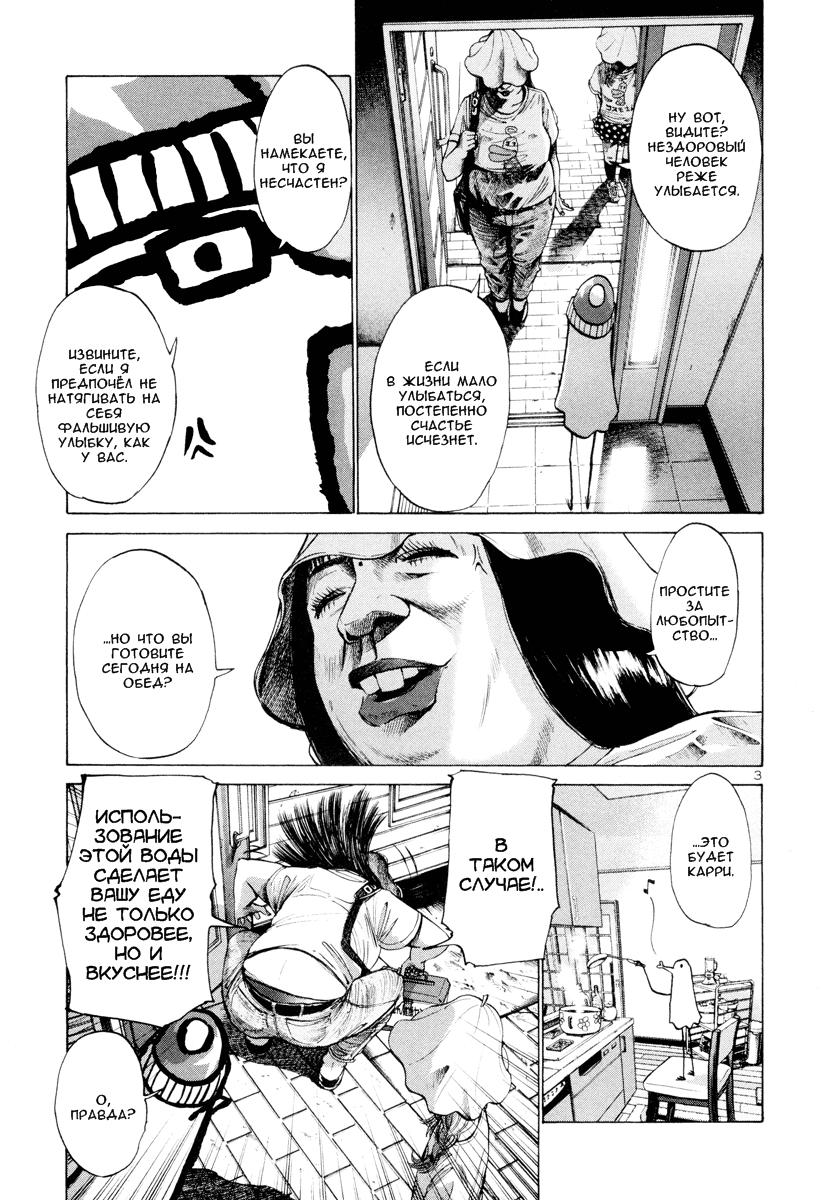 НУ ВОТ,
ВИДИТЕ?
НЕЗДОРОВЫЙ
ЧЕЛОВЕК
РЕЖЕ
УЛЫБАЕТСЯ.
ЕСЛИ
В ЖИЗНИ МАЛО
УЛЫБАТЬСЯ,
ПОСТЕПЕННО
СЧАСТЬЕ
ИСЧЕЗНЕТ.
ВЫ
НАМЕКАЕТЕ,
ЧТО Я
НЕСЧАСТЕН?
ИЗВИНИТЕ,
ЕСЛИ Я
ПРЕДПОЧЁЛ НЕ
НАТЯГИВАТЬ НА
СЕБЯ
ФАЛЬШИВУЮ
УЛЫБКУ, КАК
У ВАС.
ПРОСТИТЕ
ЗА
ЛЮБОПЫТ-
СТВО...
...НО ЧТО ВЫ
ГОТОВИТЕ
СЕГОДНЯ НА
ОБЕД?
3
...ЭТО
БУДЕТ
КАРРИ.
В
ТАКОМ
СЛУЧАЕ!..
ИСПОЛЬ-
ЗОВАНИЕ
ЭТОЙ ВОДЫ
СДЕЛАЕТ
ВАШУ ЕДУ
НЕ ТОЛЬКО
ЗДОРОВЕЕ,
НО И
ВКУСНЕЕ!!!
О,
ПРАВДА?